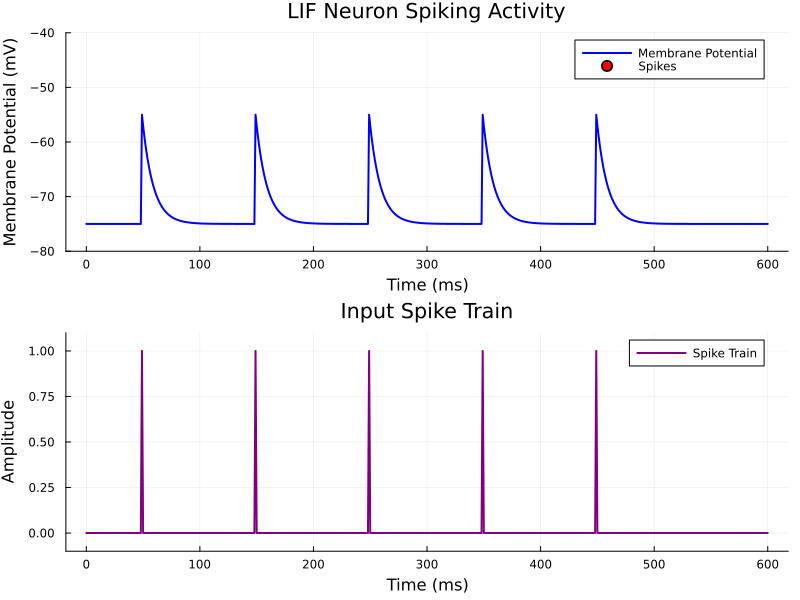 LIF Neuron Spiking Activity
Membrane Potential (mV)
−40
−50
−60
−70
−80
Membrane Potential
Spikes
0 100 200 300 400 500 600
Time (ms)
Input Spike Train
Amplitude
1.00
0.75
0.50
0.25
0.00
Spike Train
0 100 200 300 400 500 600
Time (ms)